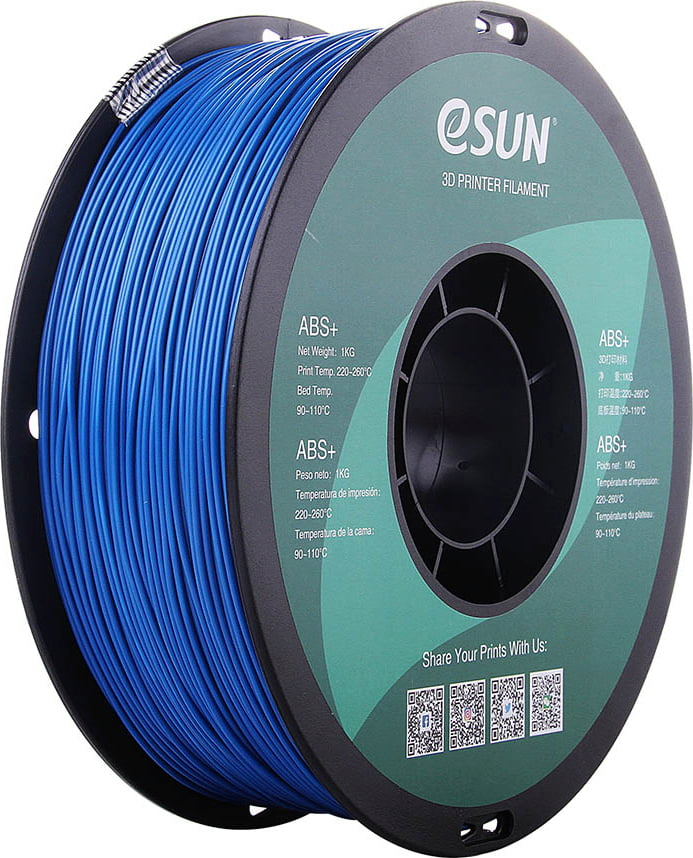 eSUN®
3D PRINTER FILAMENT
ABS+
Net Weight: 1KG
Print Temp. 220-260°C
Bed Temp.
90-110°C
ABS+
Peso neto: 1KG
Temperatura de impresión:
220-260°C
Temperatura de la cama:
90-110°C
ABS+
3D打印材料
净 重:1KG
打印温度:220-260°C
底板温度:90-110°C
ABS+
Poids net: 1KG
Température d'impression:
220-260°C
Température du plateau:
90-110°C
Share Your Prints With Us: